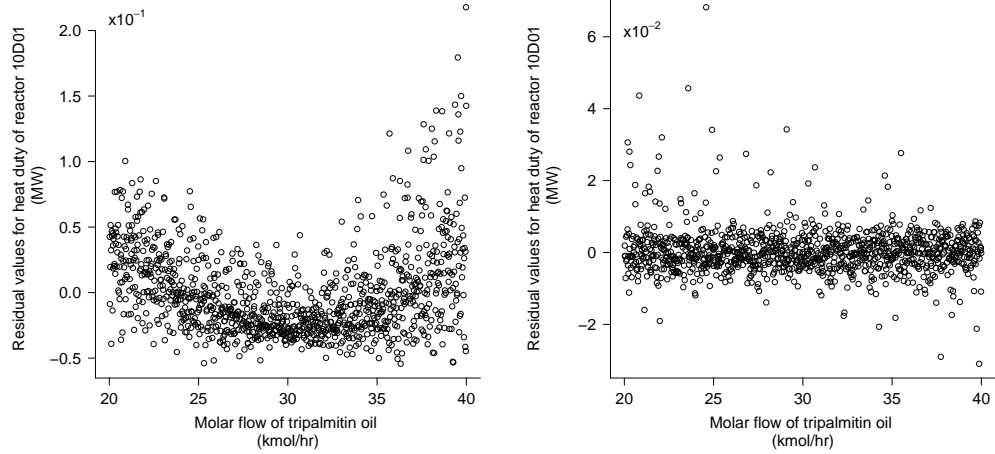 x10⁻¹
Residual values for heat duty of reactor 10D01
(MW)
2.0
1.5
1.0
0.5
0.0
−0.5
20
25
30
35
40
Molar flow of tripalmitin oil
(kmol/hr)
x10⁻²
Residual values for heat duty of reactor 10D01
(MW)
6
4
2
0
−2
20
25
30
35
40
Molar flow of tripalmitin oil
(kmol/hr)